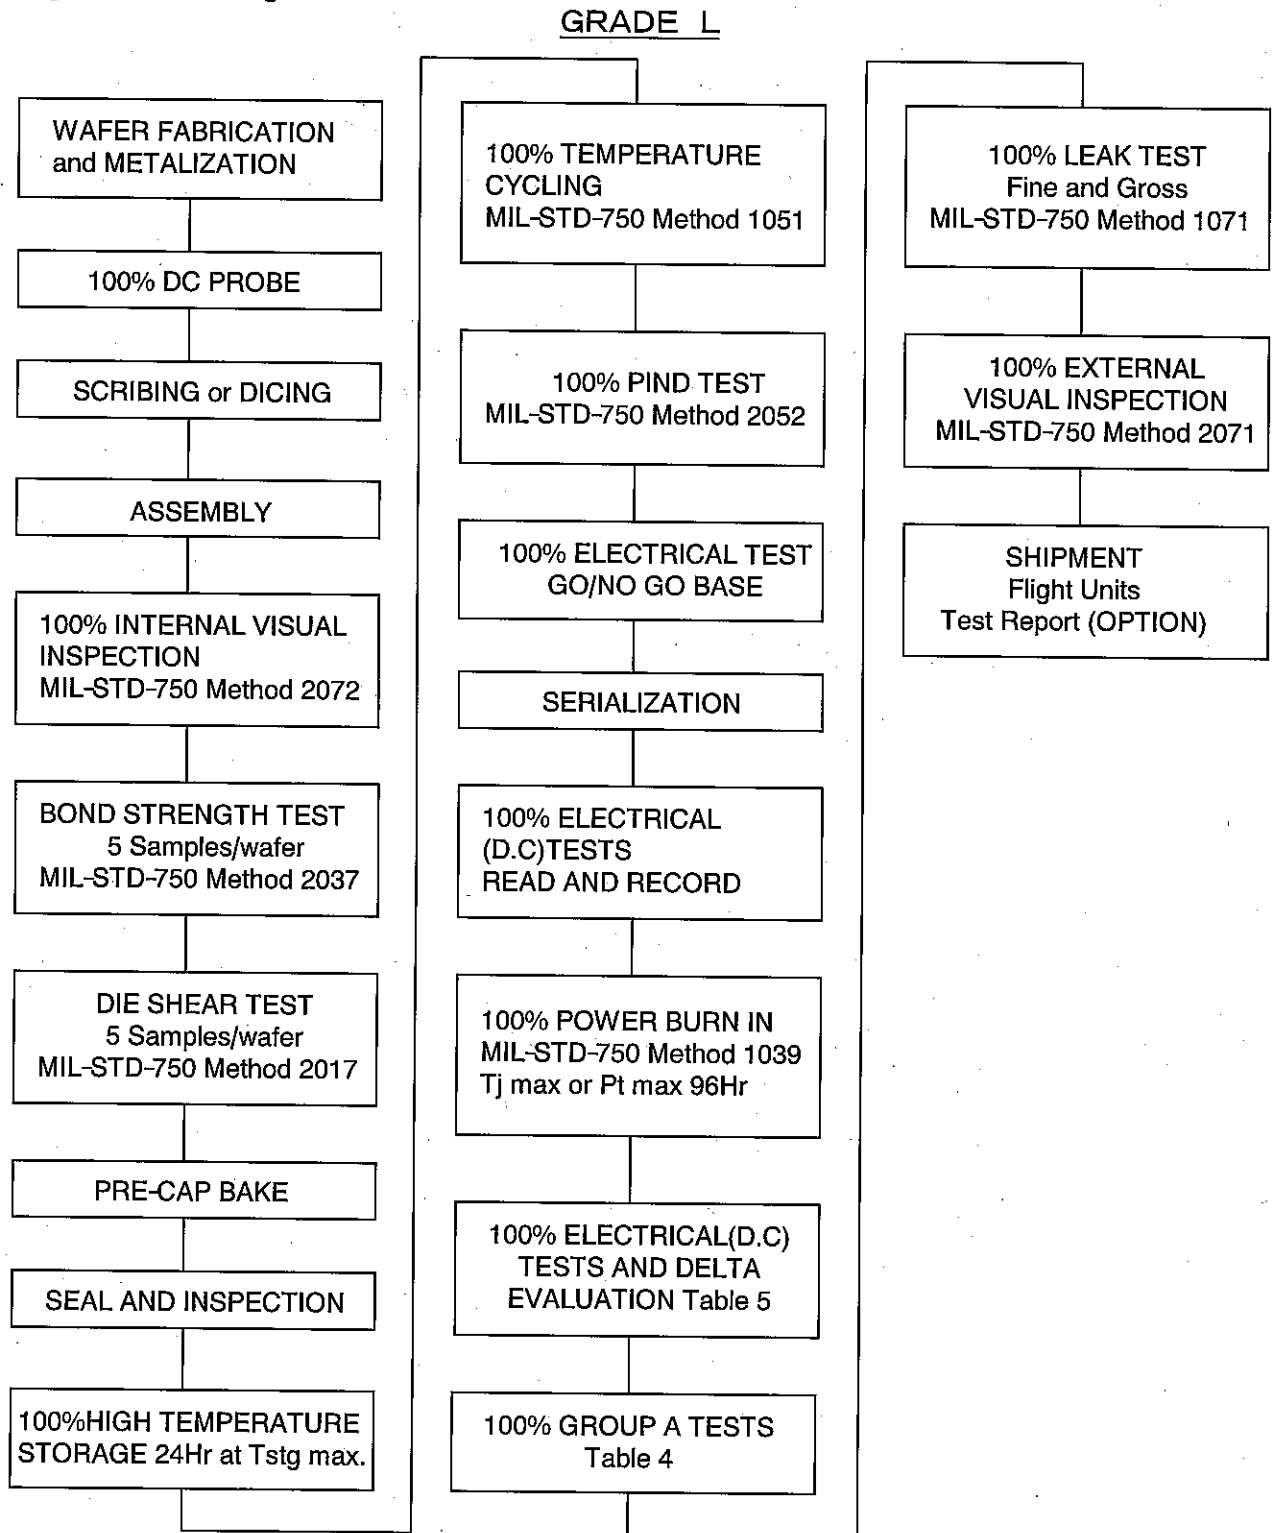 GRADE L
WAFER FABRICATION
and METALIZATION
100% DC PROBE
SCRIBING or DICING
ASSEMBLY
100% INTERNAL VISUAL
INSPECTION
MIL-STD-750 Method 2072
BOND STRENGTH TEST
5 Samples/wafer
MIL-STD-750 Method 2037
DIE SHEAR TEST
5 Samples/wafer
MIL-STD-750 Method 2017
PRE-CAP BAKE
SEAL AND INSPECTION
100%HIGH TEMPERATURE
STORAGE 24Hr at Tstg max.
100% TEMPERATURE
CYCLING
MIL-STD-750 Method 1051
100% PIND TEST
MIL-STD-750 Method 2052
100% ELECTRICAL TEST
GO/NO GO BASE
SERIALIZATION
100% ELECTRICAL
(D.C)TESTS
READ AND RECORD
100% POWER BURN IN
MIL-STD-750 Method 1039
Tj max or Pt max 96Hr
100% ELECTRICAL(D.C)
TESTS AND DELTA
EVALUATION Table 5
100% GROUP A TESTS
Table 4
100% LEAK TEST
Fine and Gross
MIL-STD-750 Method 1071
100% EXTERNAL
VISUAL INSPECTION
MIL-STD-750 Method 2071
SHIPMENT
Flight Units
Test Report (OPTION)